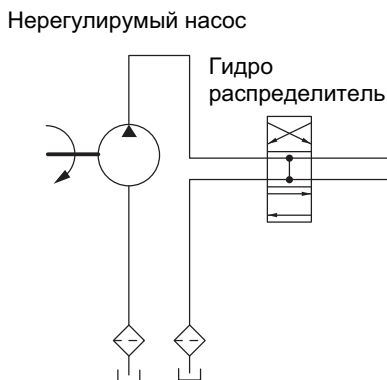 Нерегулирумый насос
Гидро
распределитель